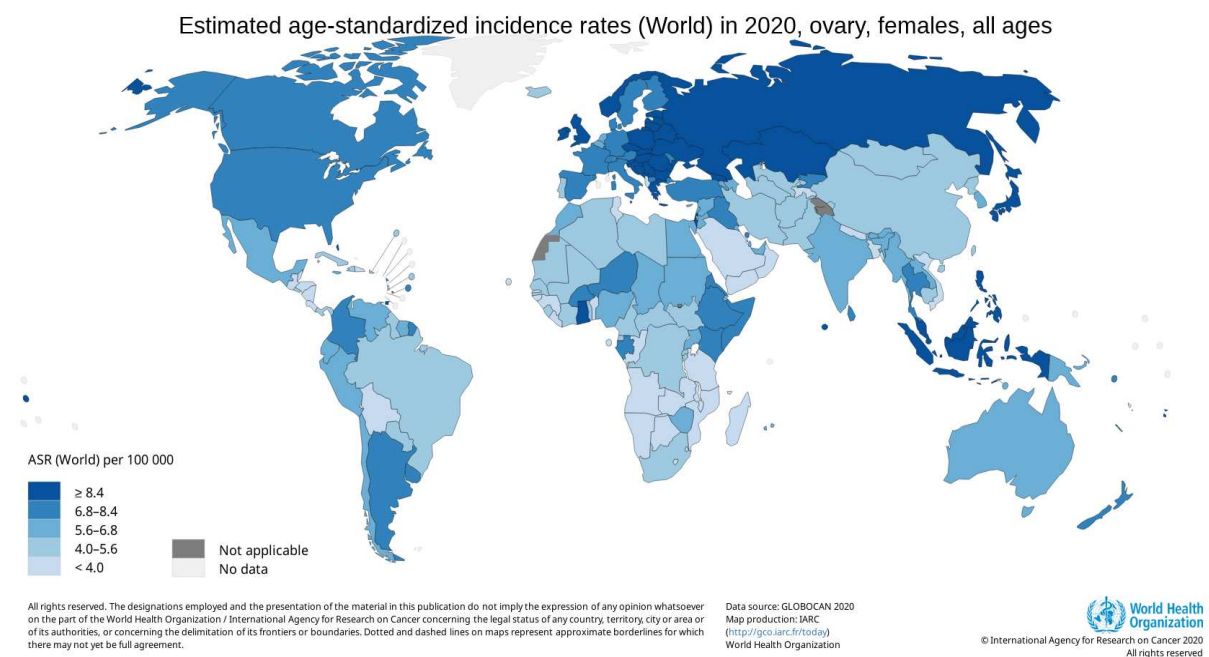 Estimated age-standardized incidence rates (World) in 2020, ovary, females, all ages
ASR (World) per 100 000
≥ 8.4
6.8–8.4
5.6–6.8
4.0–5.6
< 4.0
Not applicable
No data
All rights reserved. The designations employed and the presentation of the material in this publication do not imply the expression of any opinion whatsoever
on the part of the World Health Organization / International Agency for Research on Cancer concerning the legal status of any country, territory, city or area or
of its authorities, or concerning the delimitation of its frontiers or boundaries. Dotted and dashed lines on maps represent approximate borderlines for which
there may not yet be full agreement.
Data source: GLOBOCAN 2020
Map production: IARC
(http://gco.iarc.fr/today)
World Health Organization
World Health
Organization
© International Agency for Research on Cancer 2020
All rights reserved